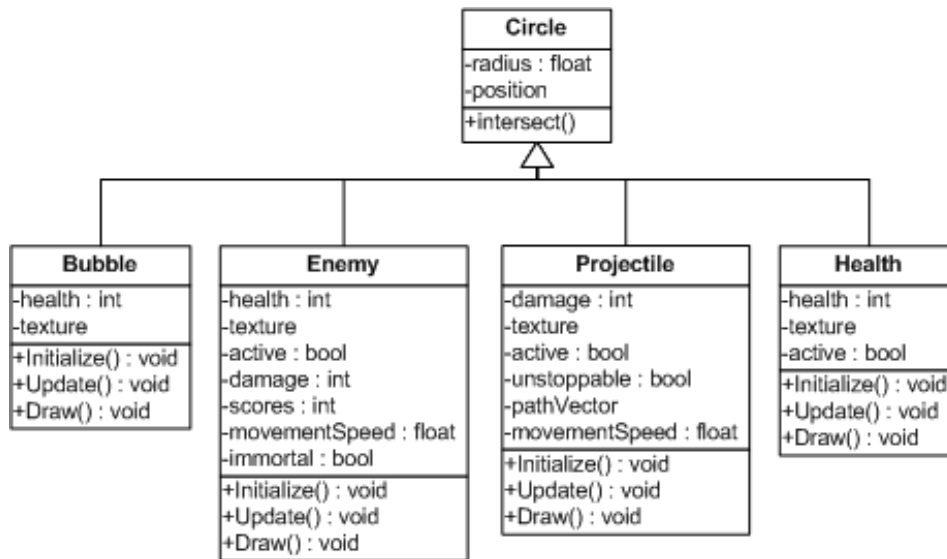 Circle
-radius : float
-position
+intersect()
Bubble
-health : int
-texture
+Initialize() : void
+Update() : void
+Draw() : void
Enemy
-health : int
-texture
-active : bool
-damage : int
-scores : int
-movementSpeed : float
-immortal : bool
+Initialize() : void
+Update() : void
+Draw() : void
Projectile
-damage : int
-texture
-active : bool
-unstoppable : bool
-pathVector
-movementSpeed : float
+Initialize() : void
+Update() : void
+Draw() : void
Health
-health : int
-texture
-active : bool
+Initialize() : void
+Update() : void
+Draw() : void